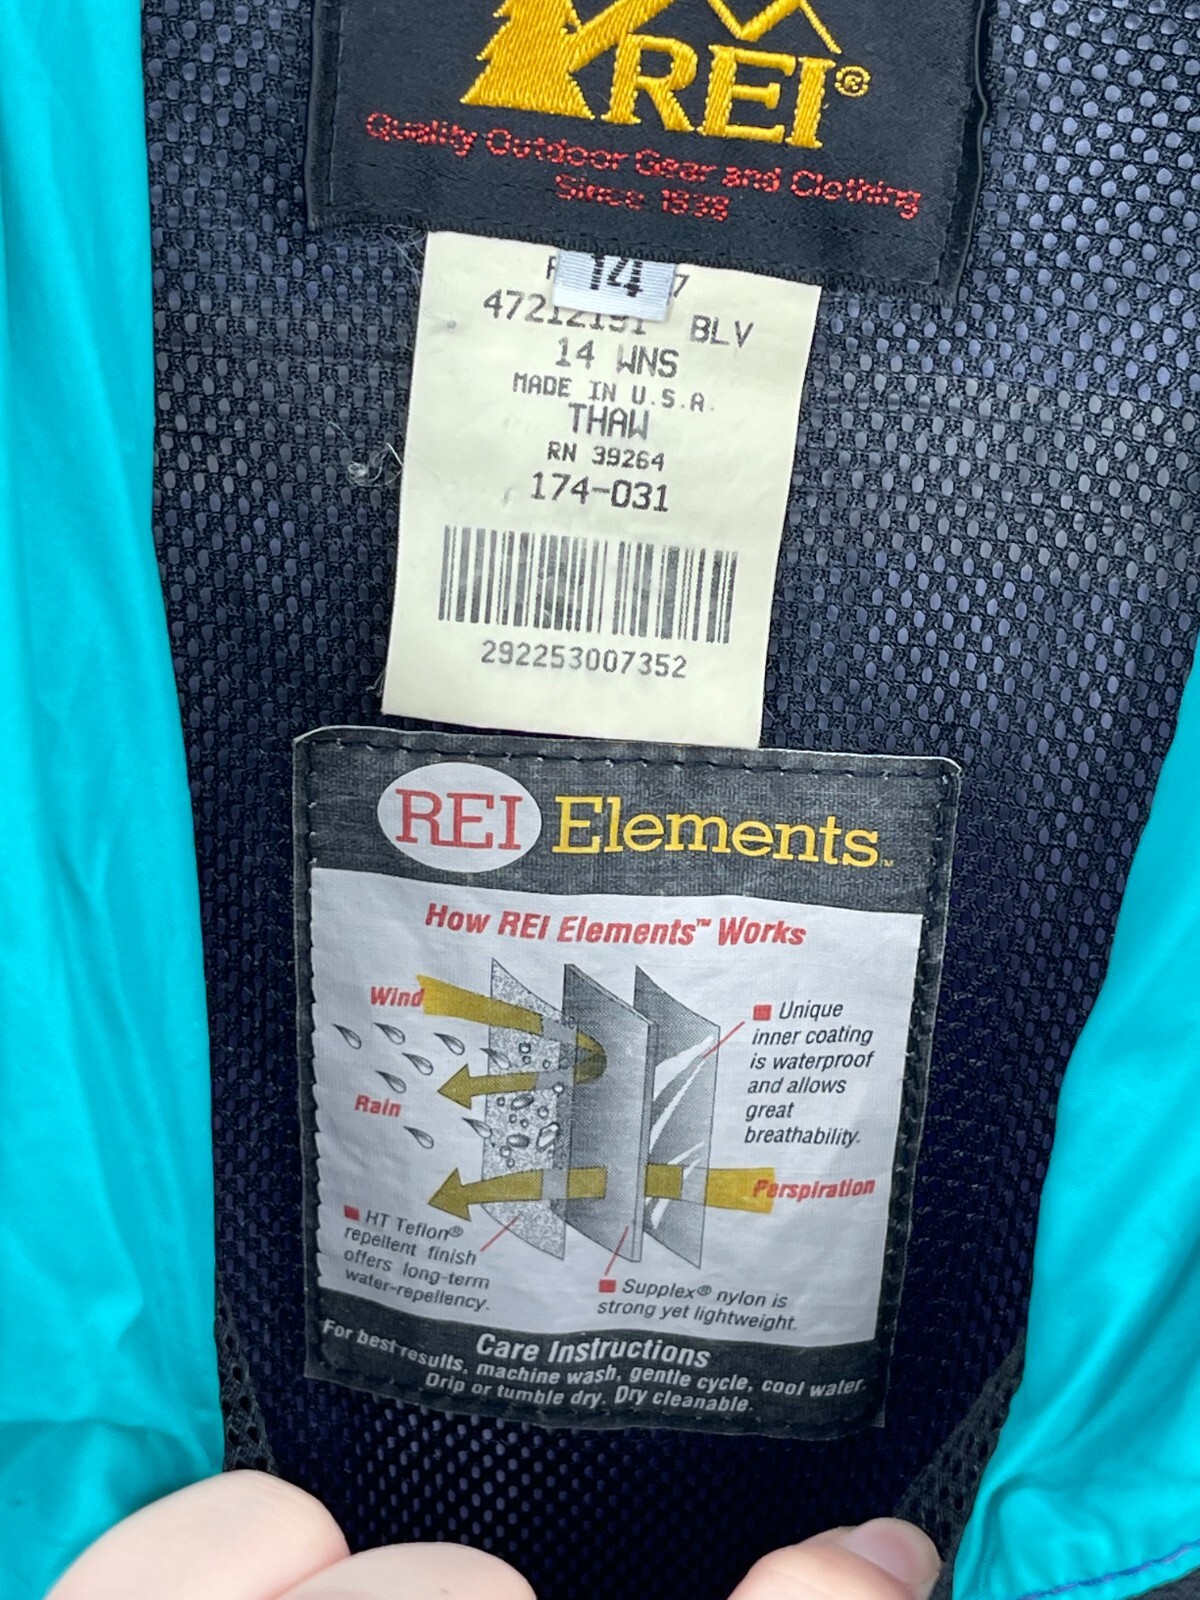 REI®
Quality Outdoor Gear and Clothing
Since 1938
14
BLV
14 WNS
MADE IN U.S.A.
THAW
RN 39264
174-031
292253007352
REI Elements™
How REI Elements™ Works
Wind
Rain
Unique
inner coating
is waterproof
and allows
great
breathability.
Perspiration
HT Teflon®
repellent finish
offers long-term
water-repellency.
Supplex® nylon is
strong yet lightweight.
Care Instructions
For best results, machine wash, gentle cycle, cool water.
Drip or tumble dry. Dry cleanable.